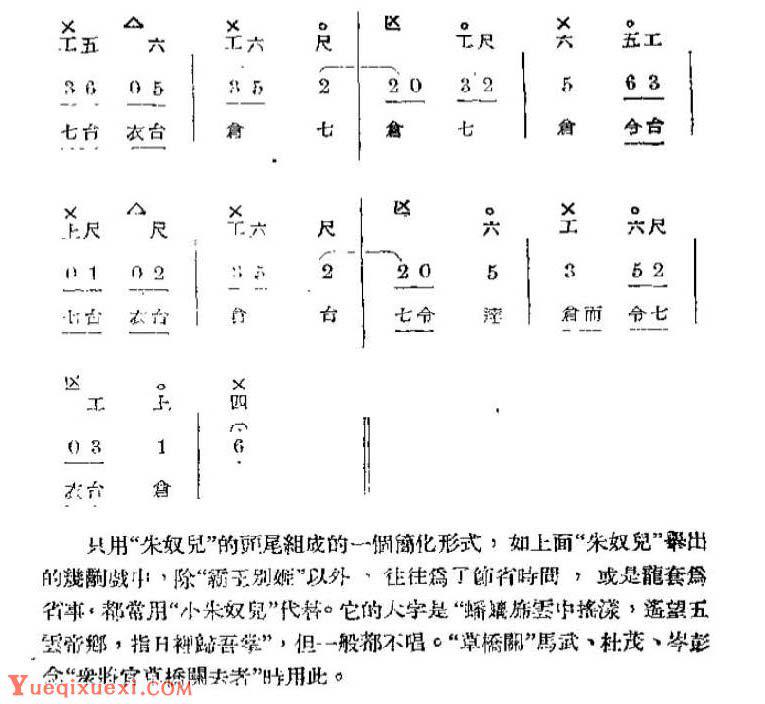 × △ × ° 区 ° × °
工五 六 工六 尺 工尺 六 五工
3 6 0 5 3 5 2 2 0 3 2 5 6 3
七台 衣台 倉 七 倉 七 倉 令台
× △ × ° 区 ° × °
上尺 尺 工六 尺 六 工 六尺
0 1 0 2 3 5 2 2 0 5 3 5 2
七台 衣台 倉 台 七令 倉而 令七
区 ° ×
工 上 四
0 3 1 6
衣台 倉
只用“朱奴兒”的頭尾組成的一個簡化形式,如上面“朱奴兒”舉出
的幾齣戲中,除“霸王別姬”以外、往往爲了節省時間,或是龍套爲
省事,都常用“小朱奴兒”代替。它的大字是“旛旌雲中搖漾,遙望五
雲帝鄉,指日裡歸吾掌”,但一般都不唱。“草橋關”馬武、杜茂、岑彭
念“衆將官草橋關去者”時用此。
Yueqixuexi.com